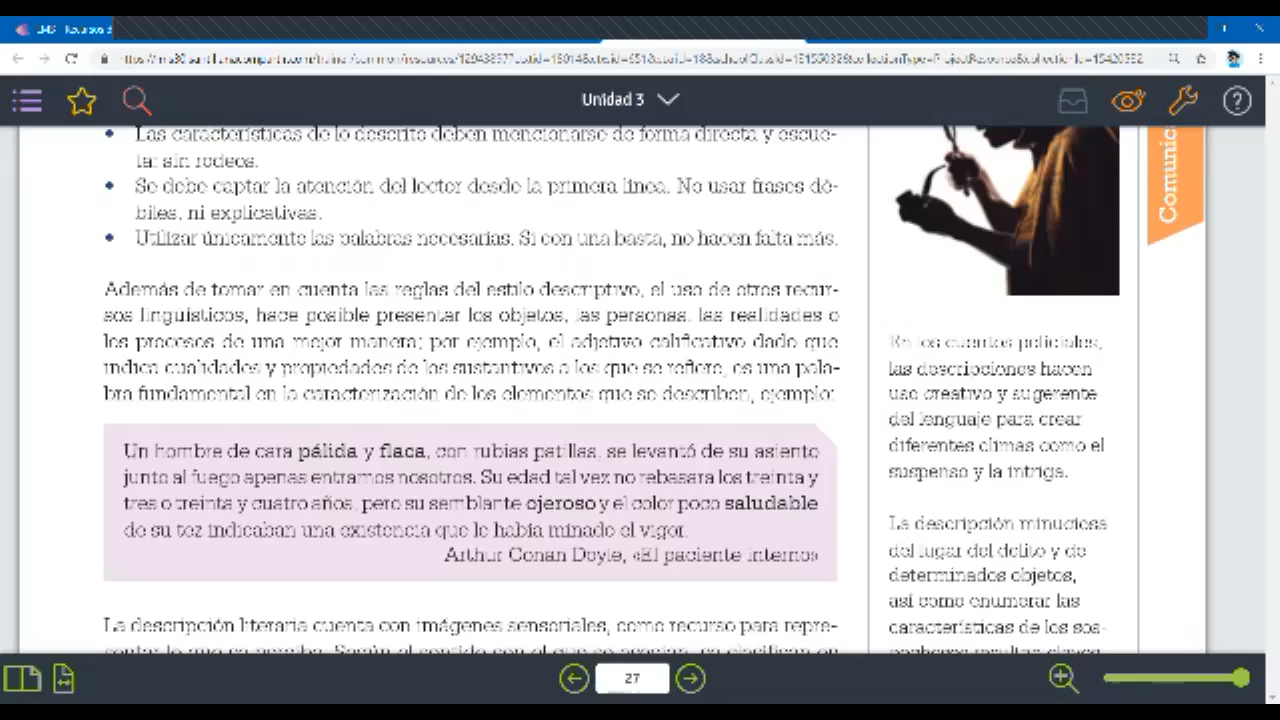 LMS - Recursos d
Unidad 3
Las características de lo descrito deben mencionarse de forma directa y escue-
ta: sin rodeos.
Se debe captar la atención del lector desde la primera línea. No usar frases dé-
biles, ni explicativas.
Utilizar únicamente las palabras necesarias. Si con una basta, no hacen falta más.
Además de tomar en cuenta las reglas del estilo descriptivo, el uso de otros recur-
sos linguísticos, hace posible presentar los objetos, las personas, las realidades o
los procesos de una mejor manera; por ejemplo, el adjetivo calificativo dado que
indica cualidades y propiedades de los sustantivos a los que se refiere, es una pala-
bra fundamental en la caracterización de los elementos que se describen, ejemplo:
Un hombre de cara pálida y flaca, con rubias patillas, se levantó de su asiento
junto al fuego apenas entramos nosotros. Su edad tal vez no rebasara los treinta y
tres o treinta y cuatro años, pero su semblante ojeroso y el color poco saludable
de su tez indicaban una existencia que le había minado el vigor.
Arthur Conan Doyle, «El paciente interno»
La descripción literaria cuenta con imágenes sensoriales, como recurso para repre-
Comunic
En los cuentos policiales,
las descripciones hacen
uso creativo y sugerente
del lenguaje para crear
diferentes climas como el
suspenso y la intriga.
La descripción minuciosa
del lugar del delito y de
determinados objetos,
así como enumerar las
características de los sos-
27